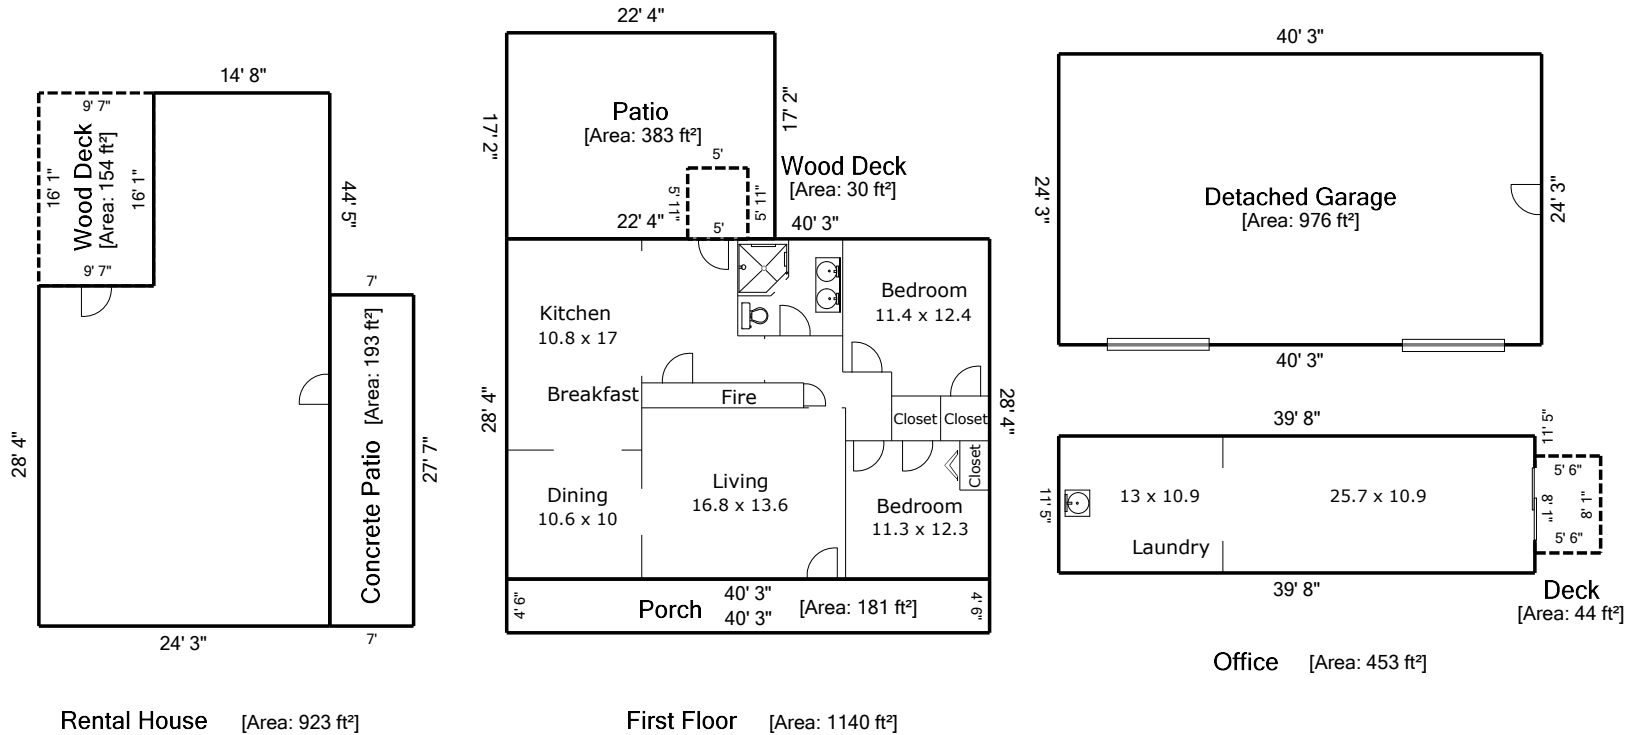 14' 8"
9' 7"
Wood Deck
[Area: 154 ft²]
16' 1"
16' 1"
9' 7"
44' 5"
7'
28' 4"
Concrete Patio [Area: 193 ft²]
27' 7"
24' 3"
7'
Rental House [Area: 923 ft²]
22' 4"
17' 2"
Patio
[Area: 383 ft²]
17' 2"
5'
Wood Deck
[Area: 30 ft²]
5' 11"
5' 11"
22' 4"
5'
40' 3"
Kitchen
10.8 x 17
Bedroom
11.4 x 12.4
Breakfast
Fire
28' 4"
28' 4"
Closet
Closet
Closet
Dining
10.6 x 10
Living
16.8 x 13.6
Bedroom
11.3 x 12.3
4' 6"
Porch
40' 3"
40' 3"
[Area: 181 ft²]
4' 6"
First Floor [Area: 1140 ft²]
40' 3"
24' 3"
Detached Garage
[Area: 976 ft²]
24' 3"
40' 3"
39' 8"
11' 5"
11' 5"
13 x 10.9
25.7 x 10.9
Laundry
5' 6"
8' 1"
8' 1"
5' 6"
39' 8"
Deck
[Area: 44 ft²]
Office [Area: 453 ft²]